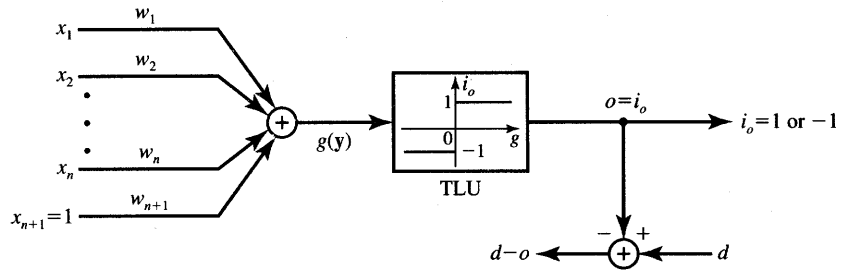 x₁ w₁
x₂ w₂
xₙ wₙ
xₙ₊₁=1 wₙ₊₁
+
g(y)
1 iₒ
0 g
−1
TLU
o=iₒ
iₒ=1 or −1
− +
d−o + d